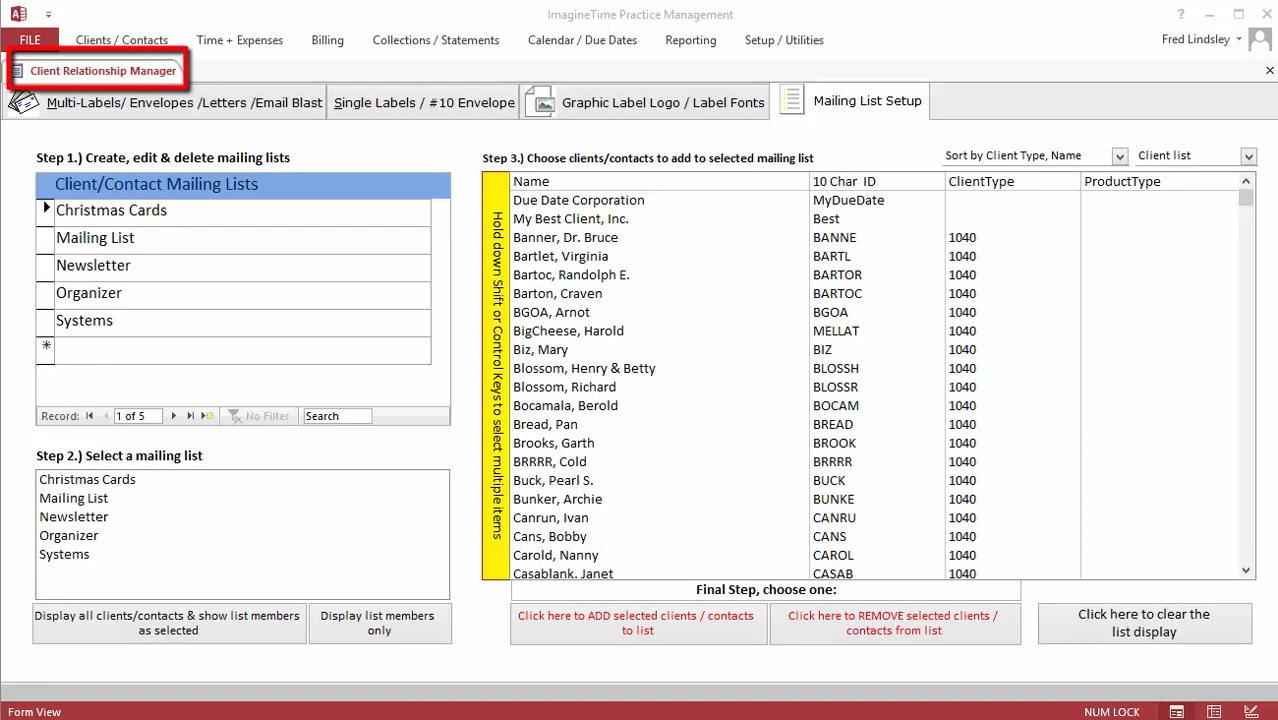 ImagineTime Practice Management
?
FILE Clients / Contacts Time + Expenses Billing Collections / Statements Calendar / Due Dates Reporting Setup / Utilities Fred Lindsley
Client Relationship Manager
Multi-Labels/ Envelopes /Letters /Email Blast Single Labels / #10 Envelope Graphic Label Logo / Label Fonts Mailing List Setup
Step 1.) Create, edit & delete mailing lists
Client/Contact Mailing Lists
Christmas Cards
Mailing List
Newsletter
Organizer
Systems
*
Record: 1 of 5 No Filter Search
Step 2.) Select a mailing list
Christmas Cards
Mailing List
Newsletter
Organizer
Systems
Display all clients/contacts & show list members
as selected
Display list members
only
Step 3.) Choose clients/contacts to add to selected mailing list
Sort by Client Type, Name Client list
Hold down Shift or Control Keys to select multiple items
Name 10 Char ID ClientType ProductType
Due Date Corporation MyDueDate
My Best Client, Inc. Best
Banner, Dr. Bruce BANNE 1040
Bartlet, Virginia BARTL 1040
Bartoc, Randolph E. BARTOR 1040
Barton, Craven BARTOC 1040
BGOA, Arnot BGOA 1040
BigCheese, Harold MELLAT 1040
Biz, Mary BIZ 1040
Blossom, Henry & Betty BLOSSH 1040
Blossom, Richard BLOSSR 1040
Bocamala, Berold BOCAM 1040
Bread, Pan BREAD 1040
Brooks, Garth BROOK 1040
BRRRR, Cold BRRRR 1040
Buck, Pearl S. BUCK 1040
Bunker, Archie BUNKE 1040
Canrun, Ivan CANRU 1040
Cans, Bobby CANS 1040
Carold, Nanny CAROL 1040
Casablank, Janet CASAB 1040
Final Step, choose one:
Click here to ADD selected clients / contacts
to list
Click here to REMOVE selected clients /
contacts from list
Click here to clear the
list display
Form View NUM LOCK